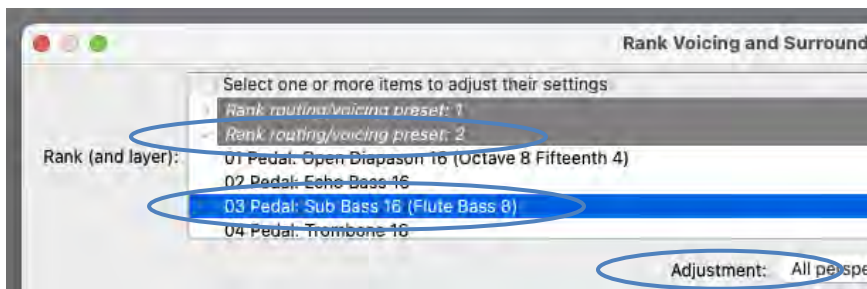 Rank Voicing and Surround
Select one or more items to adjust their settings
Rank routing/voicing preset: 1
Rank routing/voicing preset: 2
Rank (and layer):
01 Pedal: Open Diapason 16 (Octave 8 Fifteenth 4)
02 Pedal: Echo Bass 16
03 Pedal: Sub Bass 16 (Flute Bass 8)
04 Pedal: Trombone 16
Adjustment: All perspe